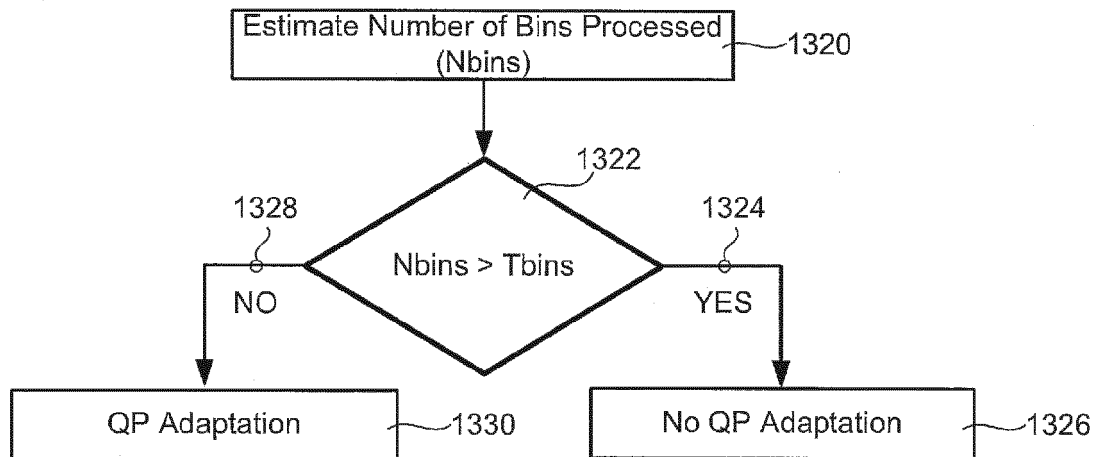 Estimate Number of Bins Processed
(Nbins)
1320
1322
1328
1324
Nbins > Tbins
NO
YES
QP Adaptation
1330
No QP Adaptation
1326